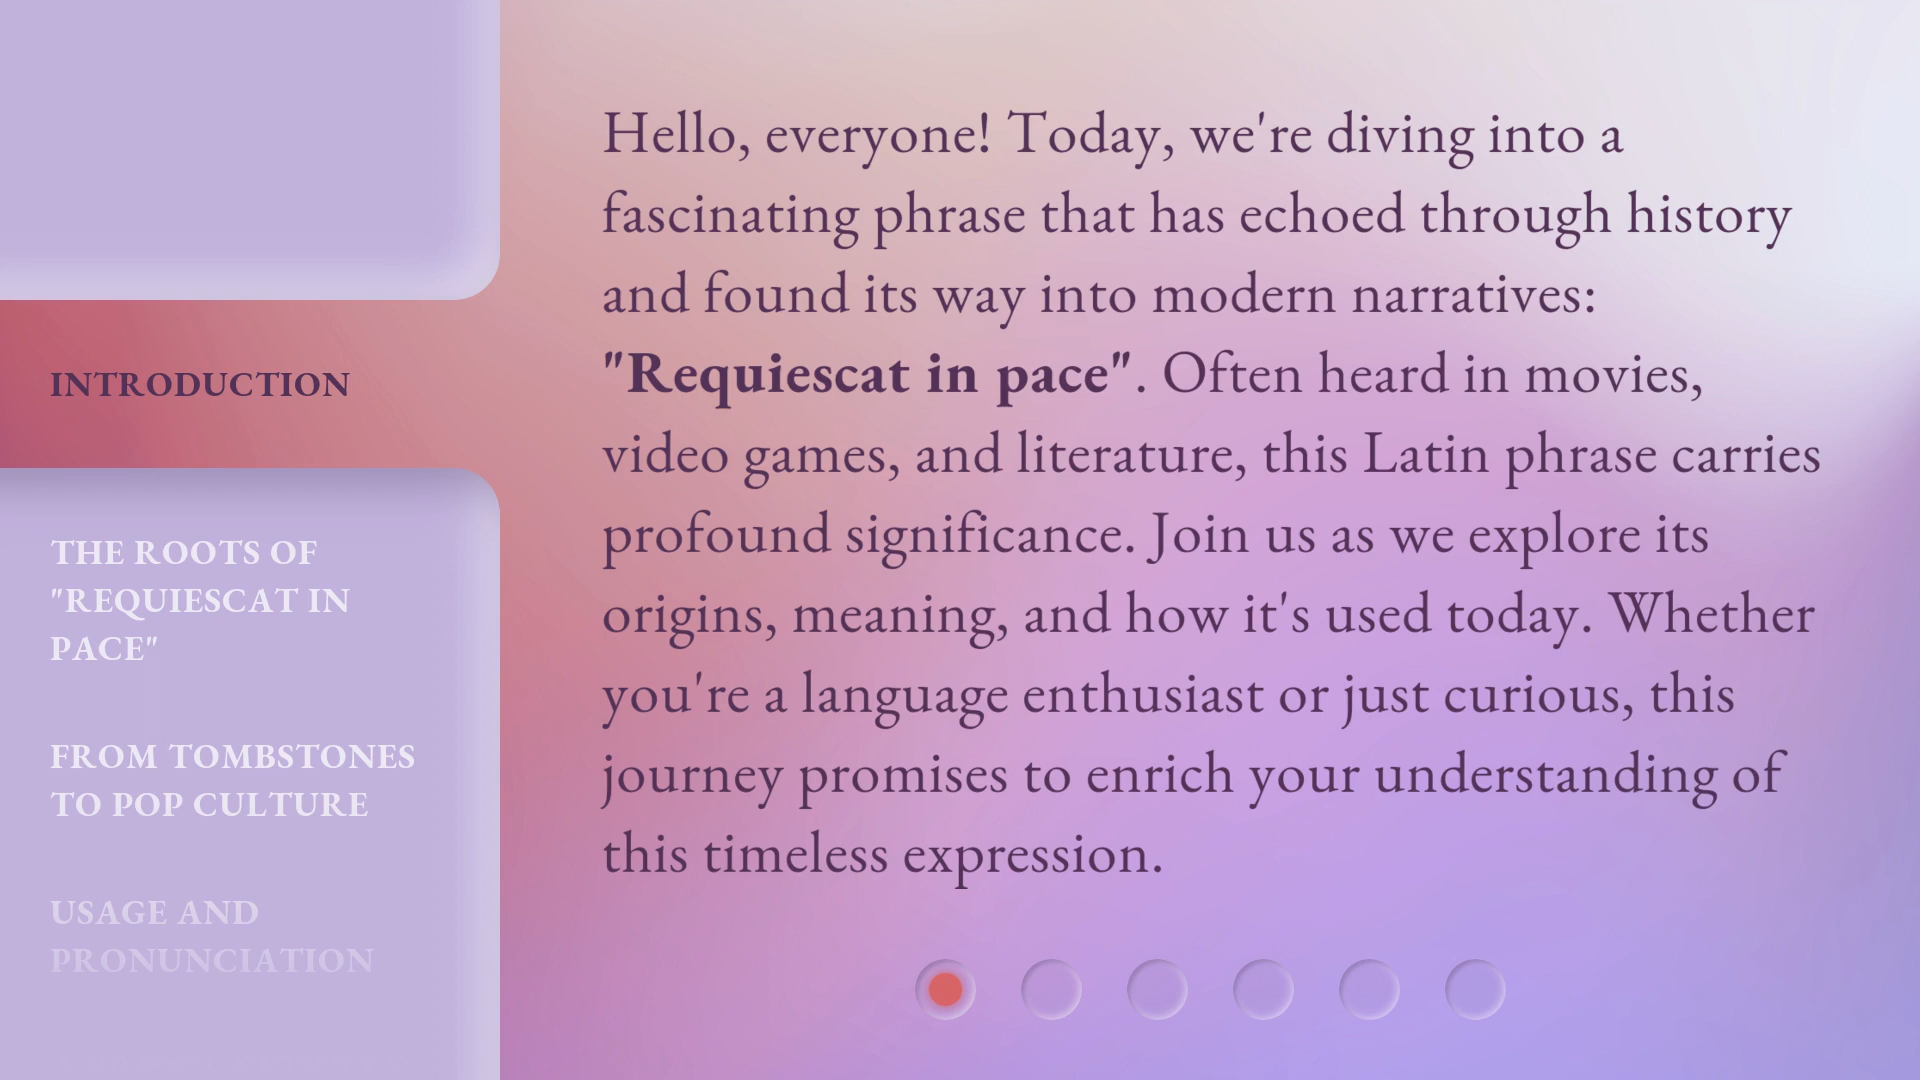 INTRODUCTION
THE ROOTS OF
"REQUIESCAT IN
PACE"
FROM TOMBSTONES
TO POP CULTURE
USAGE AND
PRONUNCIATION
Hello, everyone! Today, we're diving into a
fascinating phrase that has echoed through history
and found its way into modern narratives:
"Requiescat in pace". Often heard in movies,
video games, and literature, this Latin phrase carries
profound significance. Join us as we explore its
origins, meaning, and how it's used today. Whether
you're a language enthusiast or just curious, this
journey promises to enrich your understanding of
this timeless expression.